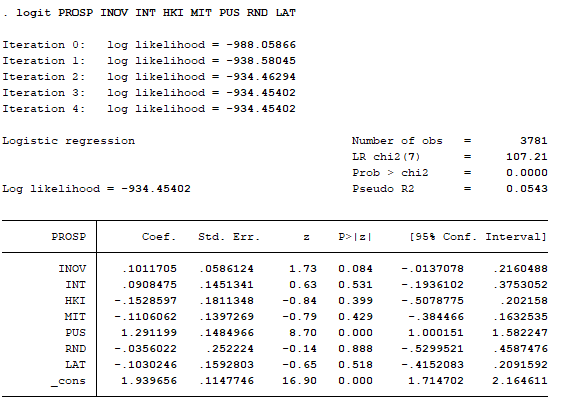 . logit PROSP INOV INT HKI MIT PUS RND LAT
Iteration 0: log likelihood = -988.05866
Iteration 1: log likelihood = -938.58045
Iteration 2: log likelihood = -934.46294
Iteration 3: log likelihood = -934.45402
Iteration 4: log likelihood = -934.45402
Logistic regression Number of obs = 3781
LR chi2(7) = 107.21
Prob > chi2 = 0.0000
Log likelihood = -934.45402 Pseudo R2 = 0.0543
PROSP Coef. Std. Err. z P>|z| [95% Conf. Interval]
INOV .1011705 .0586124 1.73 0.084 -.0137078 .2160488
INT .0908475 .1451341 0.63 0.531 -.1936102 .3753052
HKI -.1528597 .1811348 -0.84 0.399 -.5078775 .202158
MIT -.1106062 .1397269 -0.79 0.429 -.384466 .1632535
PUS 1.291199 .1484966 8.70 0.000 1.000151 1.582247
RND -.0356022 .252224 -0.14 0.888 -.5299521 .4587476
LAT -.1030246 .1592803 -0.65 0.518 -.4152083 .2091592
_cons 1.939656 .1147746 16.90 0.000 1.714702 2.164611